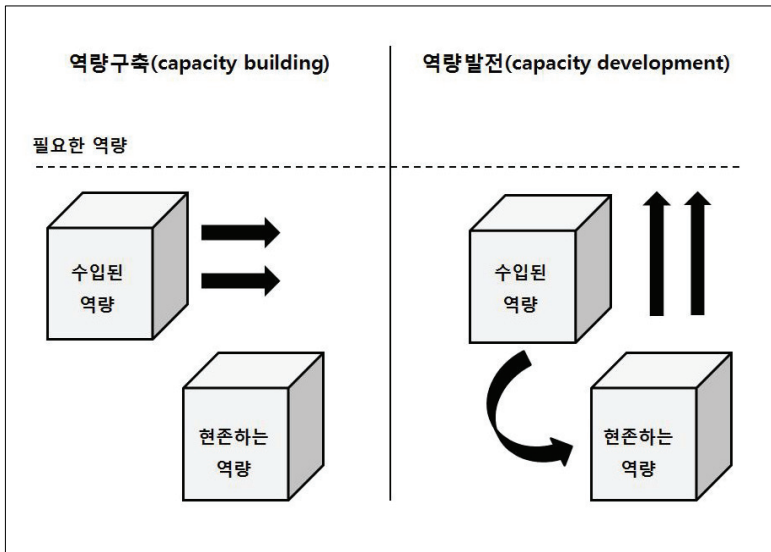 역량구축(capacity building)
역량발전(capacity development)
필요한 역량
수입된
역량
현존하는
역량
수입된
역량
현존하는
역량